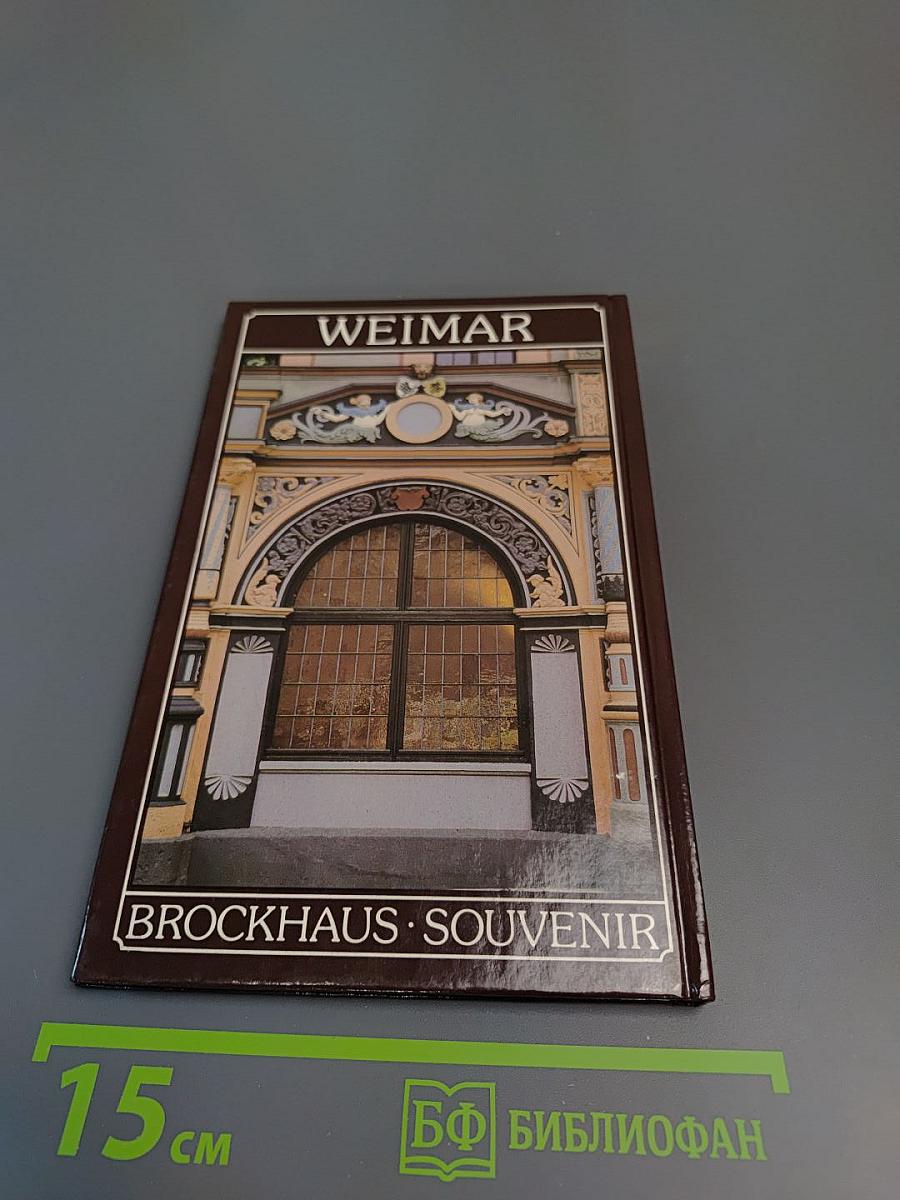 WEIMAR
BROCKHAUS · SOUVENIR
15 см
БФ БИБЛИОФАН